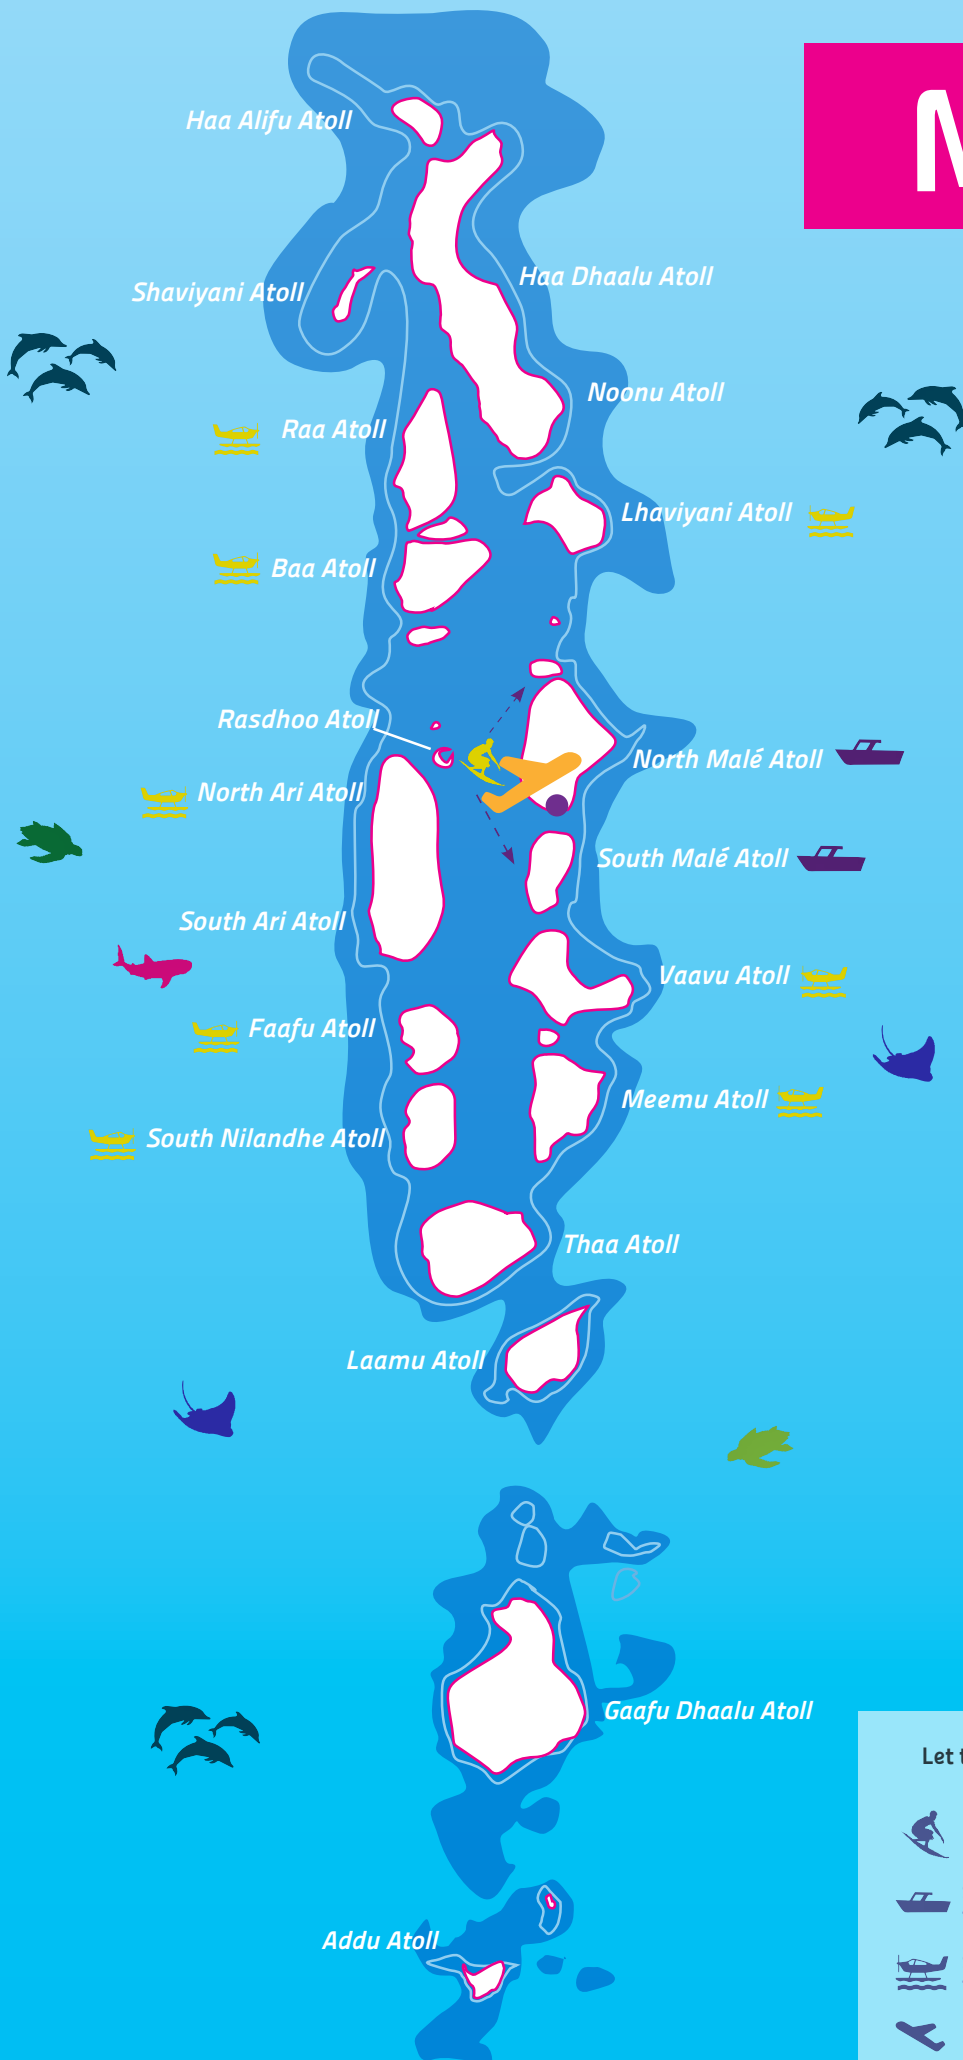 M
Haa Alifu Atoll
Haa Dhaalu Atoll
Shaviyani Atoll
Noonu Atoll
Raa Atoll
Lhaviyani Atoll
Baa Atoll
Rasdhoo Atoll
North Malé Atoll
North Ari Atoll
South Malé Atoll
South Ari Atoll
Vaavu Atoll
Faafu Atoll
Meemu Atoll
South Nilandhe Atoll
Thaa Atoll
Laamu Atoll
Gaafu Dhaalu Atoll
Let
Addu Atoll